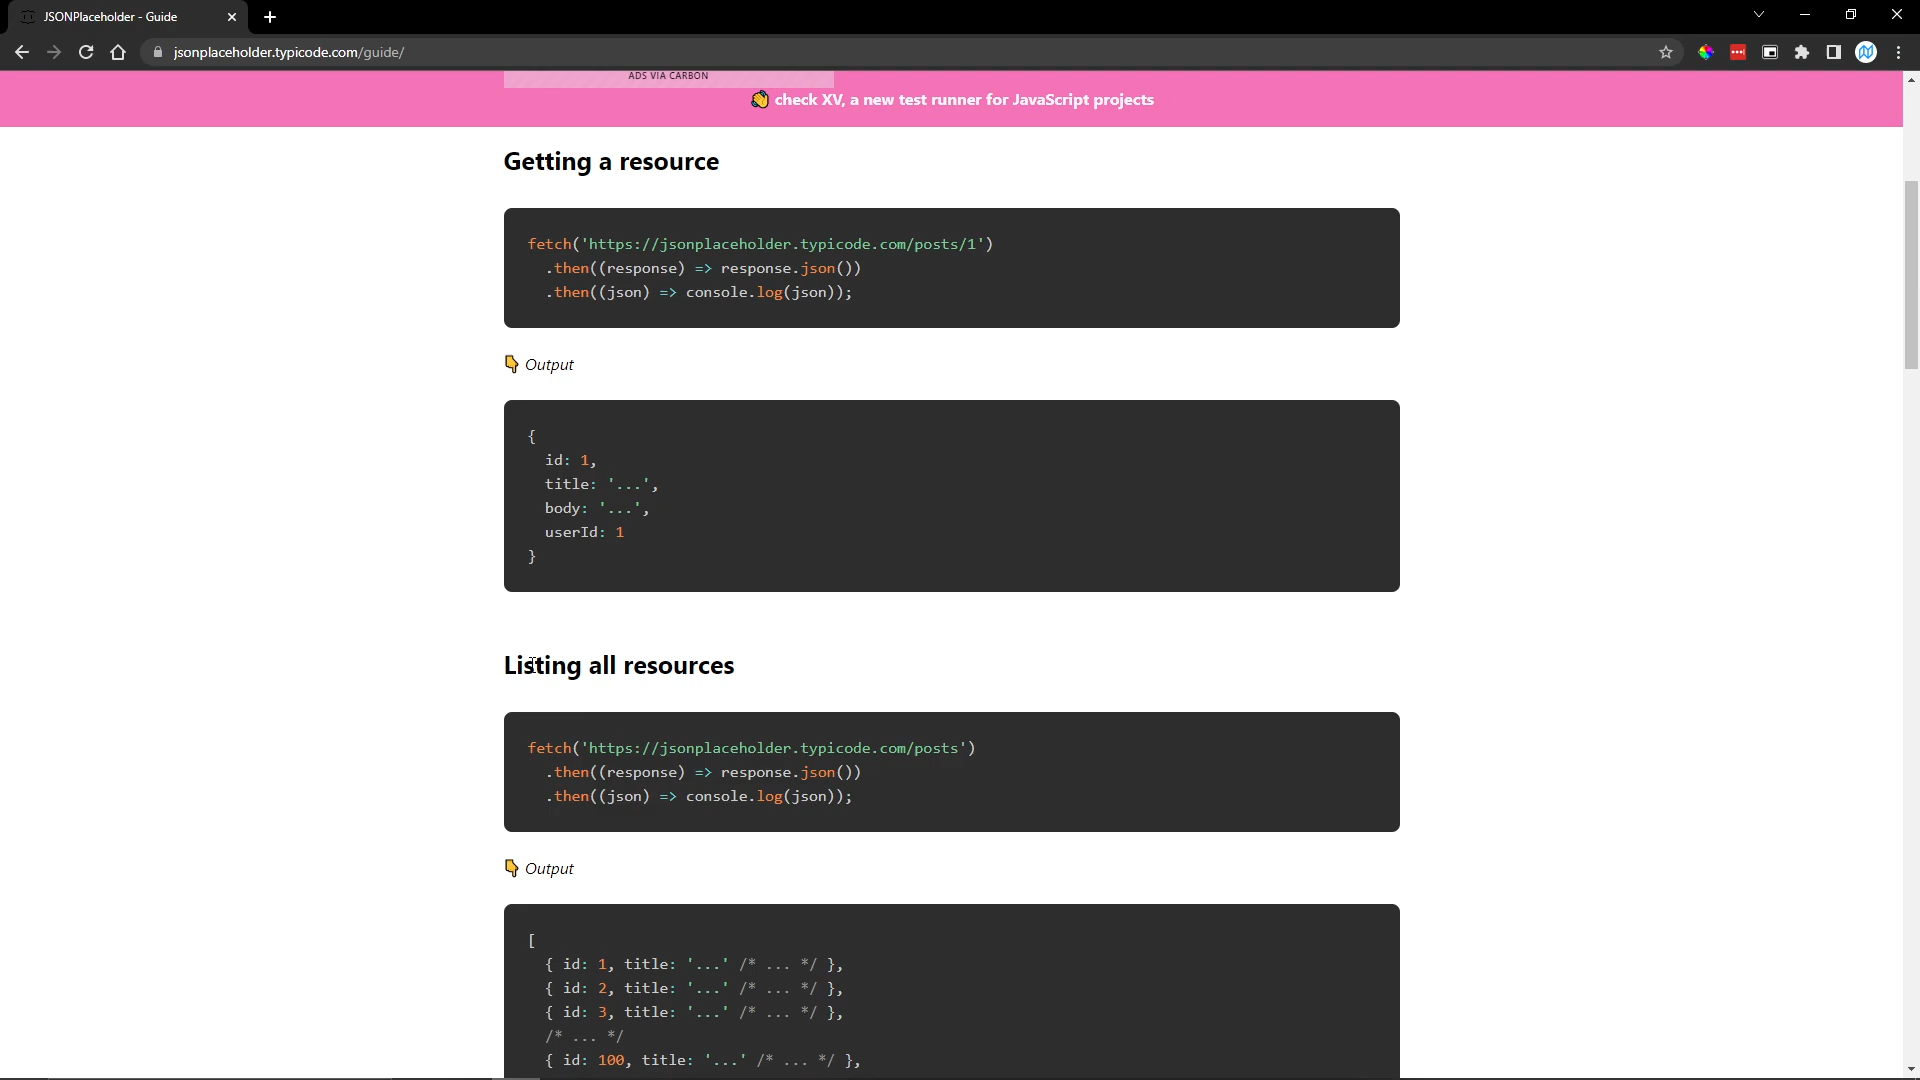 JSONPlaceholder - Guide
jsonplaceholder.typicode.com/guide/
ADS VIA CARBON
👋 check XV, a new test runner for JavaScript projects
Getting a resource
fetch('https://jsonplaceholder.typicode.com/posts/1')
  .then((response) => response.json())
  .then((json) => console.log(json));
👇 Output
{
  id: 1,
  title: '...',
  body: '...',
  userId: 1
}
Listing all resources
fetch('https://jsonplaceholder.typicode.com/posts')
  .then((response) => response.json())
  .then((json) => console.log(json));
👇 Output
[
  { id: 1, title: '...' /* ... */ },
  { id: 2, title: '...' /* ... */ },
  { id: 3, title: '...' /* ... */ },
  /* ... */
  { id: 100, title: '...' /* ... */ },